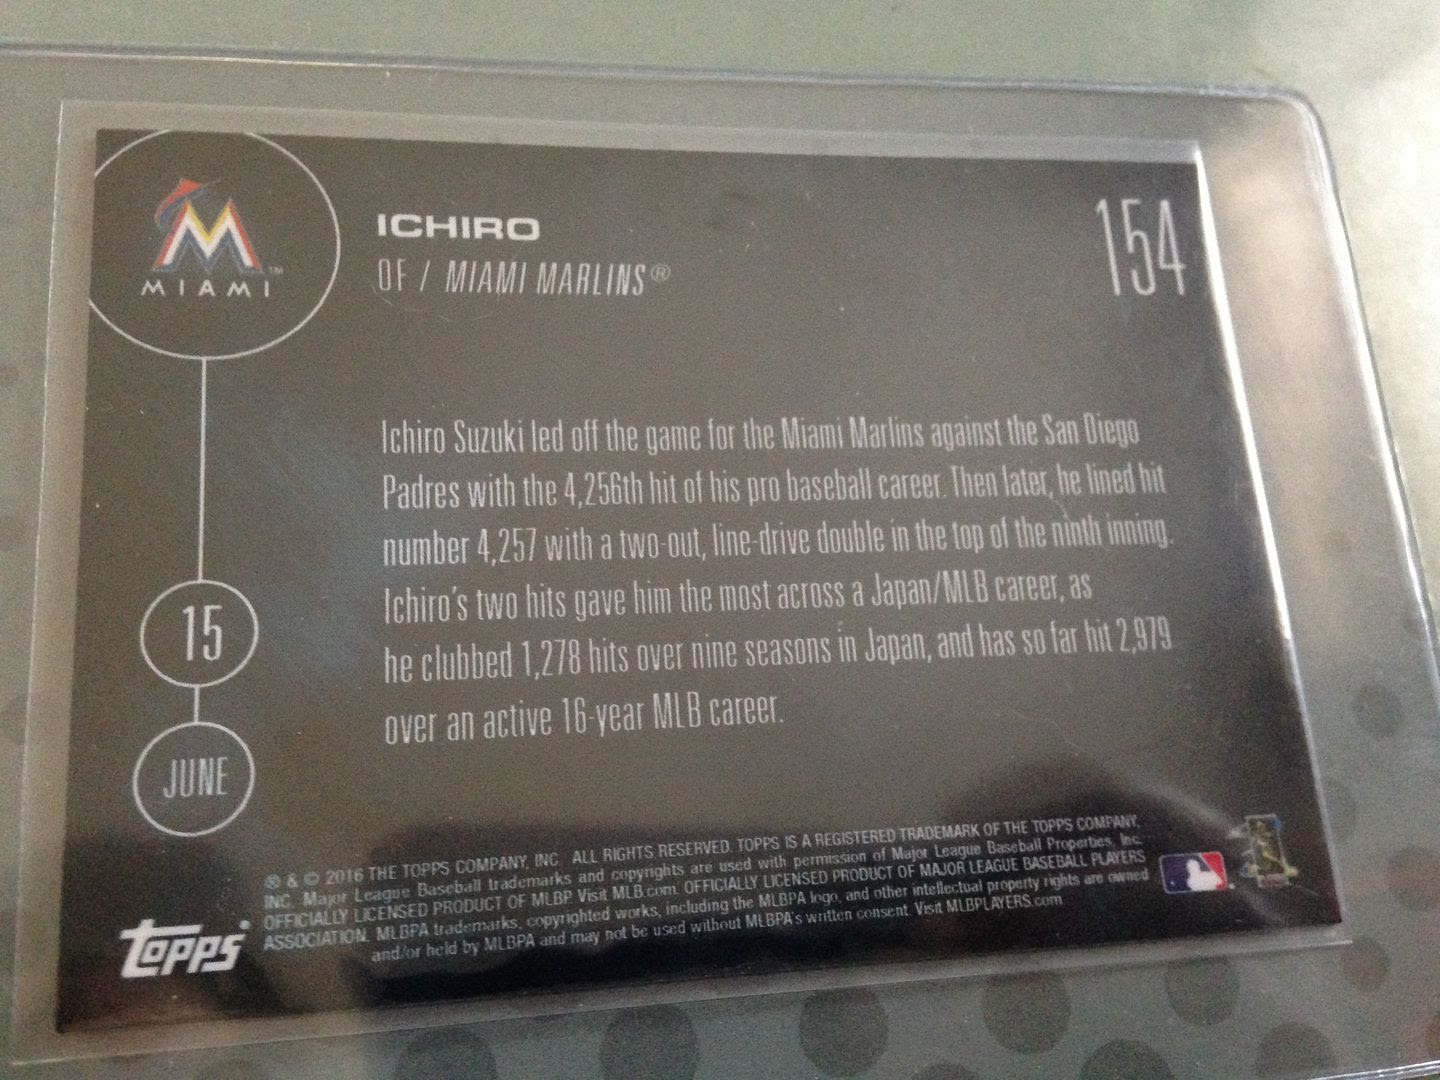 MIAMI
ICHIRO
154
OF / MIAMI MARLINS®
Ichiro Suzuki led off the game for the Miami Marlins against the San Diego
Padres with the 4,256th hit of his pro baseball career. Then later, he lined hit
number 4,257 with a two-out, line-drive double in the top of the ninth inning.
Ichiro's two hits gave him the most across a Japan/MLB career, as
he clubbed 1,278 hits over nine seasons in Japan, and has so far hit 2,979
over an active 16-year MLB career.
15
JUNE
® & © 2016 THE TOPPS COMPANY, INC. ALL RIGHTS RESERVED. TOPPS IS A REGISTERED TRADEMARK OF THE TOPPS COMPANY,
INC. Major League Baseball trademarks and copyrights are used with permission of Major League Baseball Properties, Inc.
OFFICIALLY LICENSED PRODUCT OF MLBP Visit MLB.com. OFFICIALLY LICENSED PRODUCT OF MAJOR LEAGUE BASEBALL PLAYERS
ASSOCIATION. MLBPA trademarks, copyrighted works, including the MLBPA logo, and other intellectual property rights are owned
and/or held by MLBPA and may not be used without MLBPA's written consent. Visit MLBPLAYERS.com
topps